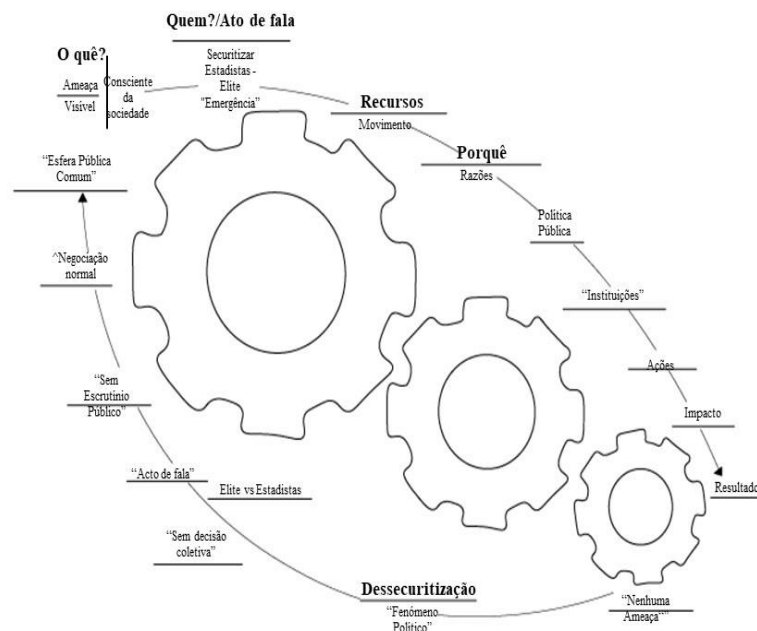 Quem?/Ato de fala
O quê?
Ameaça
Visível
Consciente
da
sociedade
Securitizar
Estadistas -
Elite
"Emergência”
Recursos
Movimento
Porquê
Razões
Politica
Pública
“Instituições”
Ações
Impacto
Resultado
“Nenhuma
Ameaça“”
Dessecuritização
“Fenómeno
Político”
“Sem decisão
coletiva”
Elite vs Estadistas
“Acto de fala”
“Sem
Escrutínio
Público”
^Negociação
normal
“Esfera Pública
Comum”